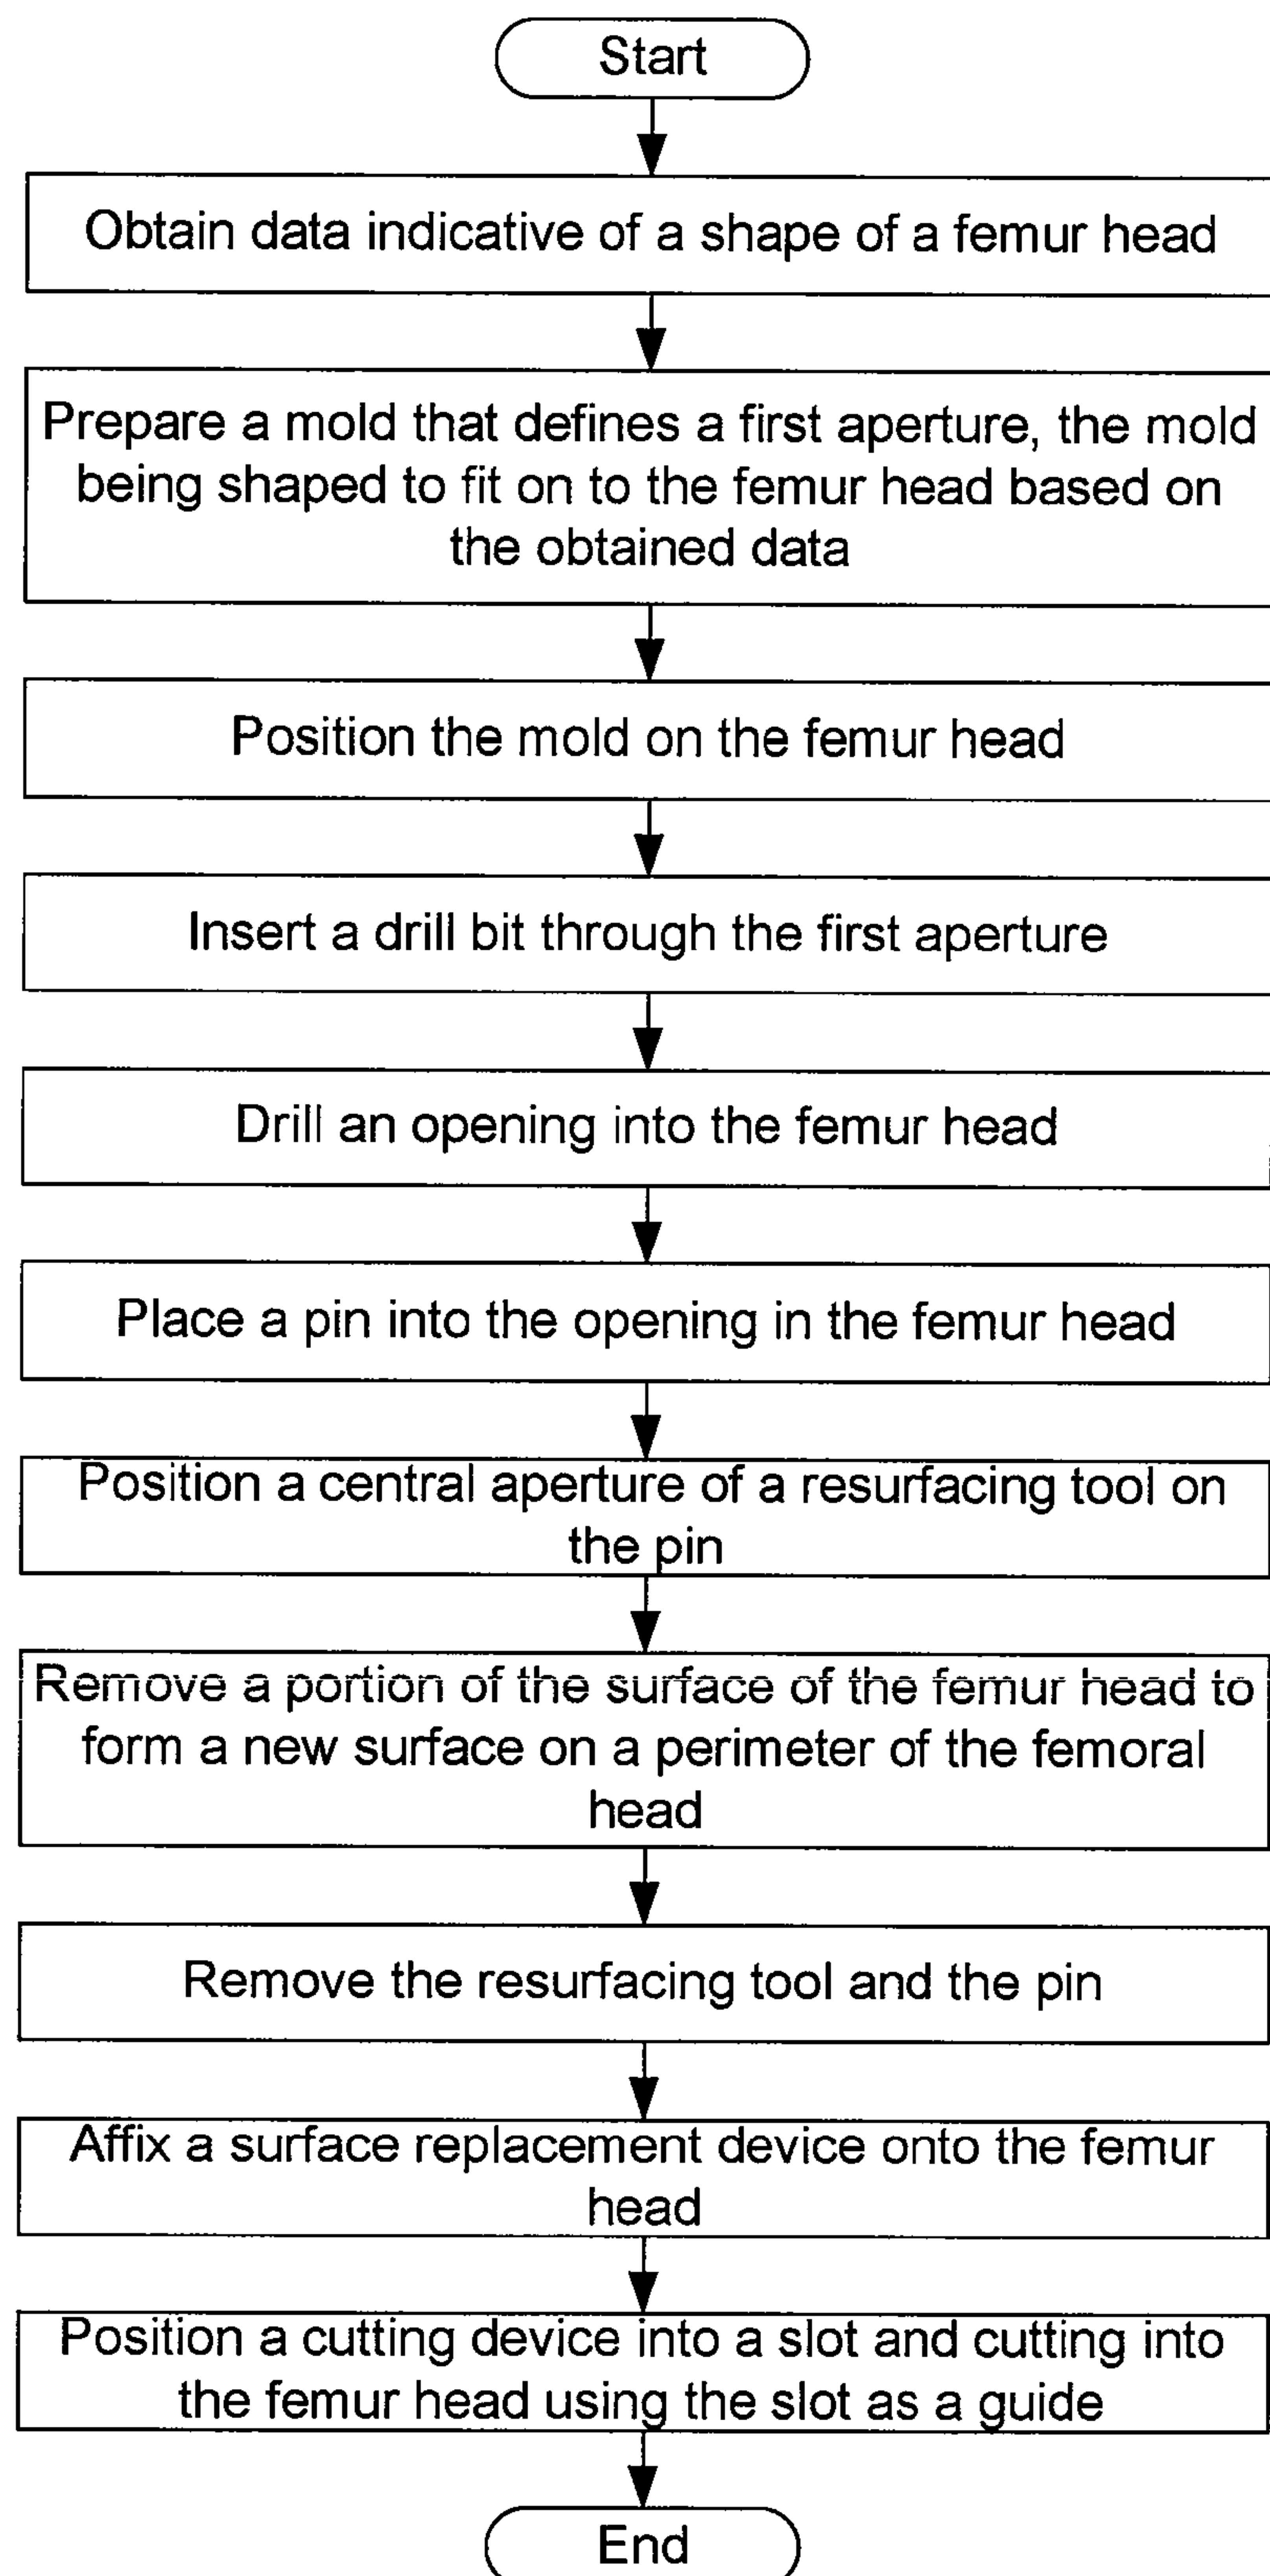 Start
Obtain data indicative of a shape of a femur head
Prepare a mold that defines a first aperture, the mold
being shaped to fit on to the femur head based on
the obtained data
Position the mold on the femur head
Insert a drill bit through the first aperture
Drill an opening into the femur head
Place a pin into the opening in the femur head
Position a central aperture of a resurfacing tool on
the pin
Remove a portion of the surface of the femur head to
form a new surface on a perimeter of the femoral
head
Remove the resurfacing tool and the pin
Affix a surface replacement device onto the femur
head
Position a cutting device into a slot and cutting into
the femur head using the slot as a guide
End